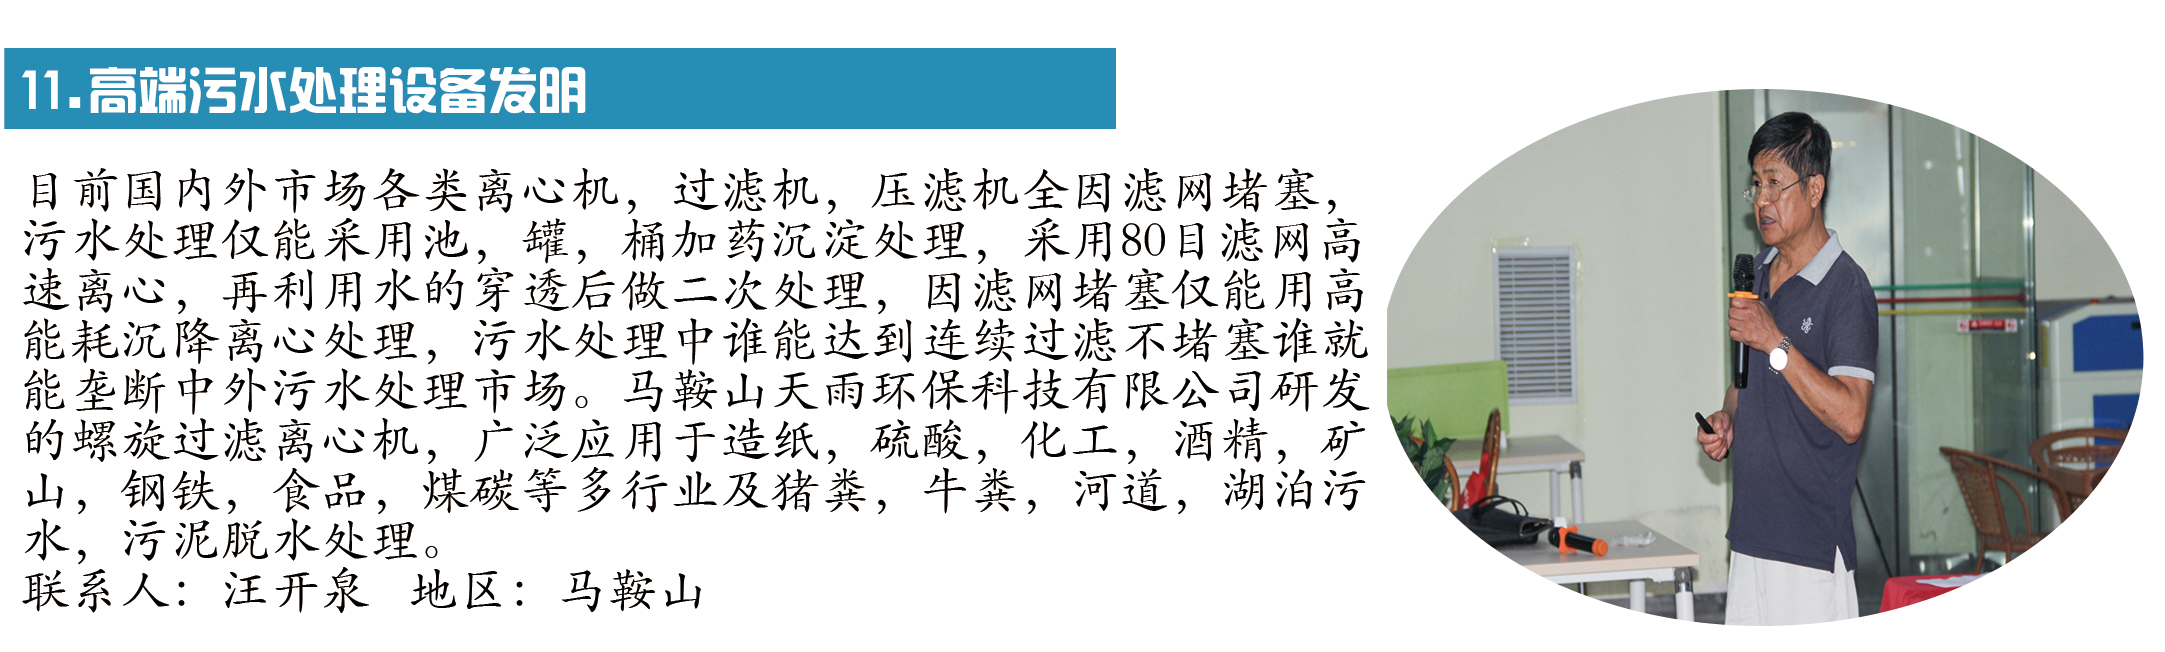 11.高端污水处理设备发明
目前国内外市场各类离心机，过滤机，压滤机全因滤网堵塞，
污水处理仅能采用池，罐，桶加药沉淀处理，采用80目滤网高
速离心，再利用水的穿透后做二次处理，因滤网堵塞仅能用高
能耗沉降离心处理，污水处理中谁能达到连续过滤不堵塞谁就
能垄断中外污水处理市场。马鞍山天雨环保科技有限公司研发
的螺旋过滤离心机，广泛应用于造纸，硫酸，化工，酒精，矿
山，钢铁，食品，煤碳等多行业及猪粪，牛粪，河道，湖泊污
水，污泥脱水处理。
联系人：汪开泉 地区：马鞍山